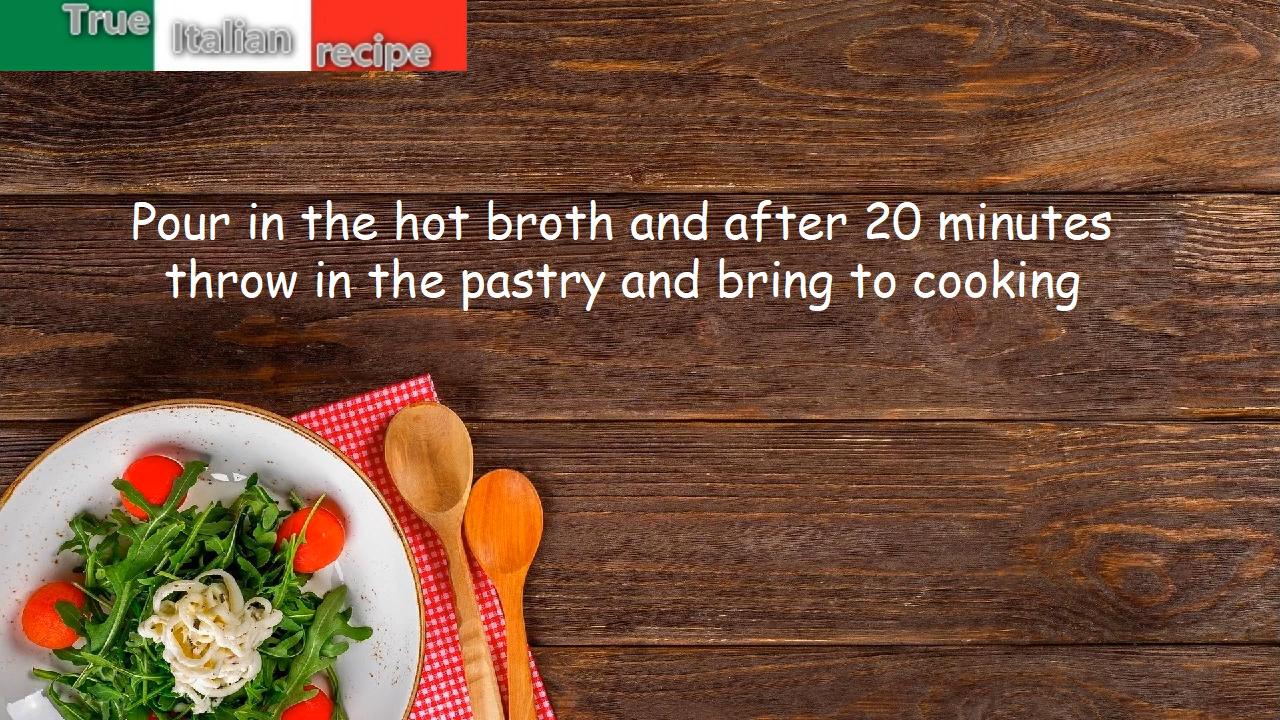 True
Italian
recipe
Pour in the hot broth and after 20 minutes
throw in the pastry and bring to cooking